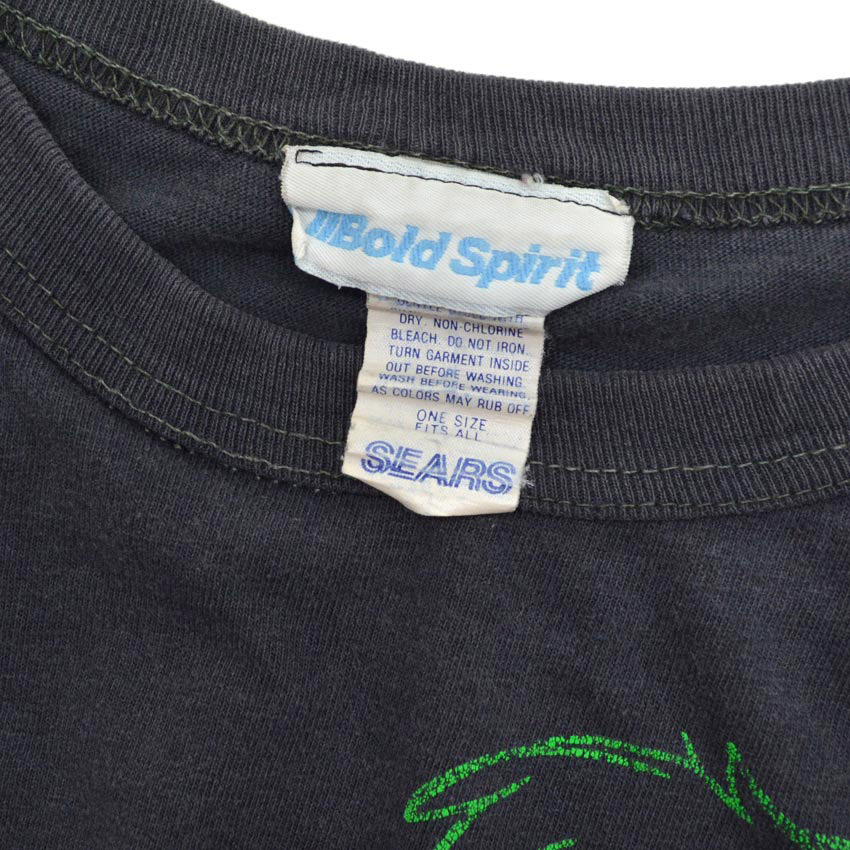 Bold Spirit
DRY. NON-CHLORINE
BLEACH. DO NOT IRON.
TURN GARMENT INSIDE
OUT BEFORE WASHING.
WASH BEFORE WEARING,
AS COLORS MAY RUB OFF
ONE SIZE
FITS ALL
SEARS